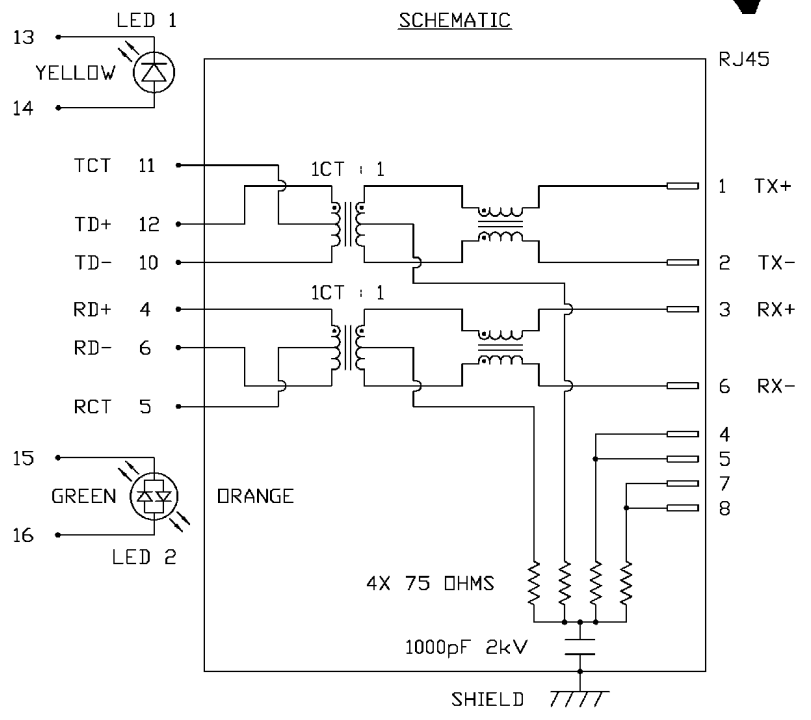 SCHEMATIC
LED 1
13
YELLOW
14
RJ45
TCT 11
1CT : 1
1 TX+
TD+ 12
TD- 10
2 TX-
1CT : 1
RD+ 4
3 RX+
RD- 6
6 RX-
RCT 5
4
5
15
7
GREEN
ORANGE
8
16
LED 2
4X 75 OHMS
1000pF 2kV
SHIELD